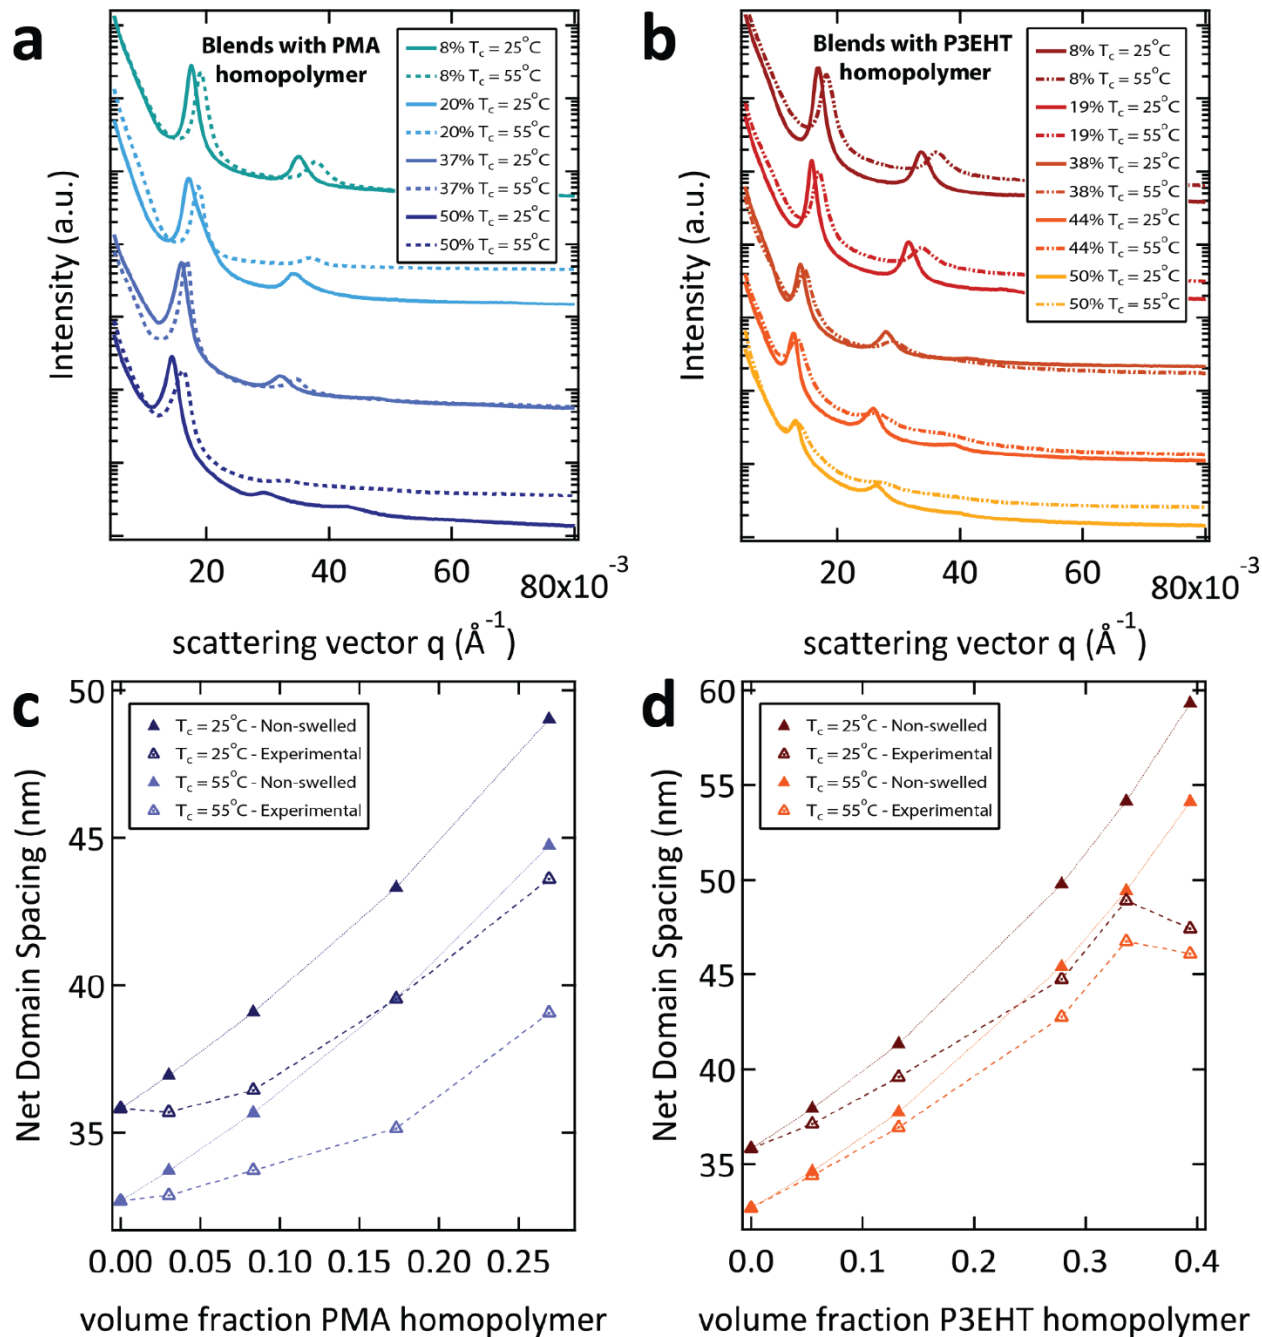 a
Blends with PMA
homopolymer
8% T_c = 25°C
8% T_c = 55°C
20% T_c = 25°C
20% T_c = 55°C
37% T_c = 25°C
37% T_c = 55°C
50% T_c = 25°C
50% T_c = 55°C
Intensity (a.u.)
20
40
60
80x10⁻³
scattering vector q (Å⁻¹)
b
Blends with P3EHT
homopolymer
8% T_c = 25°C
8% T_c = 55°C
19% T_c = 25°C
19% T_c = 55°C
38% T_c = 25°C
38% T_c = 55°C
44% T_c = 25°C
44% T_c = 55°C
50% T_c = 25°C
50% T_c = 55°C
Intensity (a.u.)
20
40
60
80x10⁻³
scattering vector q (Å⁻¹)
c
T_c = 25°C - Non-swelled
T_c = 25°C - Experimental
T_c = 55°C - Non-swelled
T_c = 55°C - Experimental
Net Domain Spacing (nm)
50
45
40
35
0.00 0.05 0.10 0.15 0.20 0.25
volume fraction PMA homopolymer
d
T_c = 25°C - Non-swelled
T_c = 25°C - Experimental
T_c = 55°C - Non-swelled
T_c = 55°C - Experimental
Net Domain Spacing (nm)
60
55
50
45
40
35
0.0 0.1 0.2 0.3 0.4
volume fraction P3EHT homopolymer